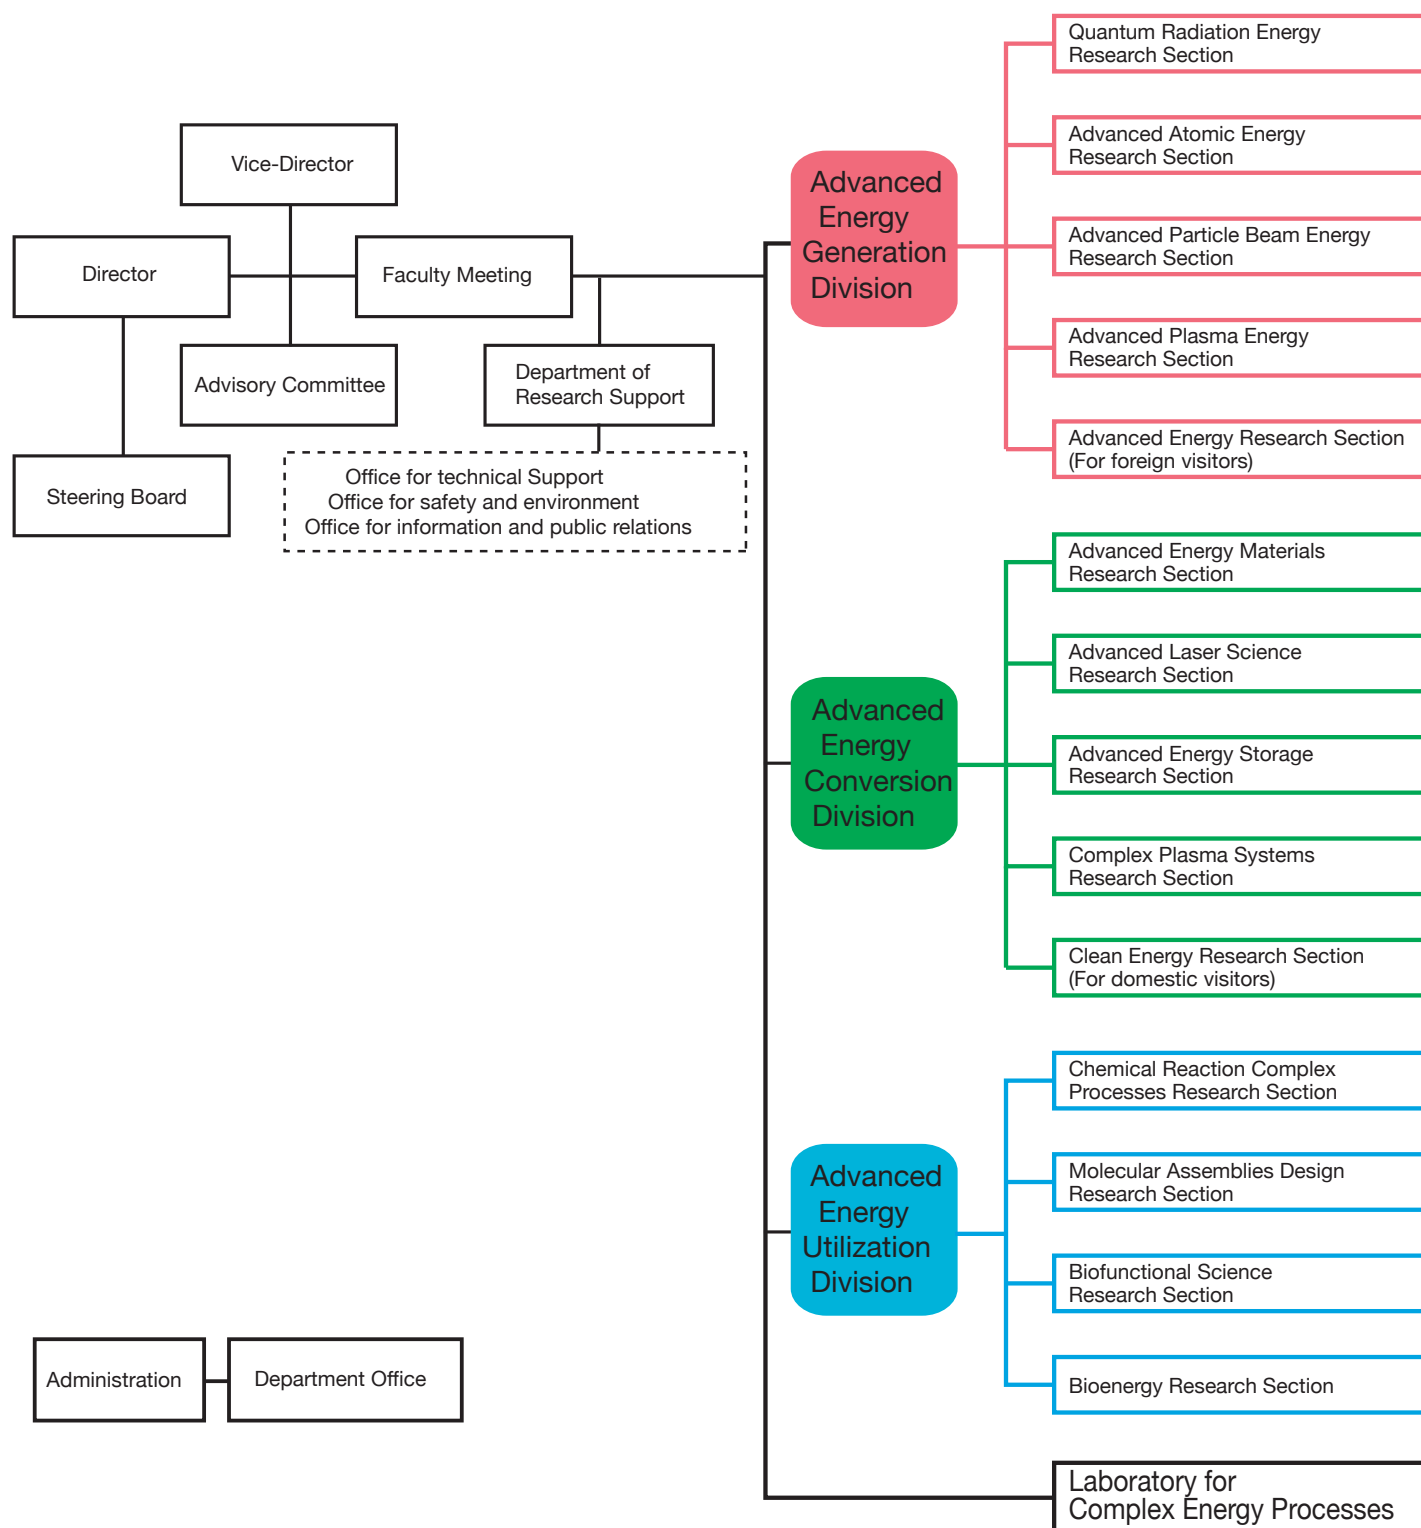 Vice-Director
Director
Faculty Meeting
Advisory Committee
Department of
Research Support
Steering Board
Office for technical Support
Office for safety and environment
Office for information and public relations
Administration
Department Office
Advanced
Energy
Generation
Division
Quantum Radiation Energy
Research Section
Advanced Atomic Energy
Research Section
Advanced Particle Beam Energy
Research Section
Advanced Plasma Energy
Research Section
Advanced Energy Research Section
(For foreign visitors)
Advanced
Energy
Conversion
Division
Advanced Energy Materials
Research Section
Advanced Laser Science
Research Section
Advanced Energy Storage
Research Section
Complex Plasma Systems
Research Section
Clean Energy Research Section
(For domestic visitors)
Advanced
Energy
Utilization
Division
Chemical Reaction Complex
Processes Research Section
Molecular Assemblies Design
Research Section
Biofunctional Science
Research Section
Bioenergy Research Section
Laboratory for
Complex Energy Processes